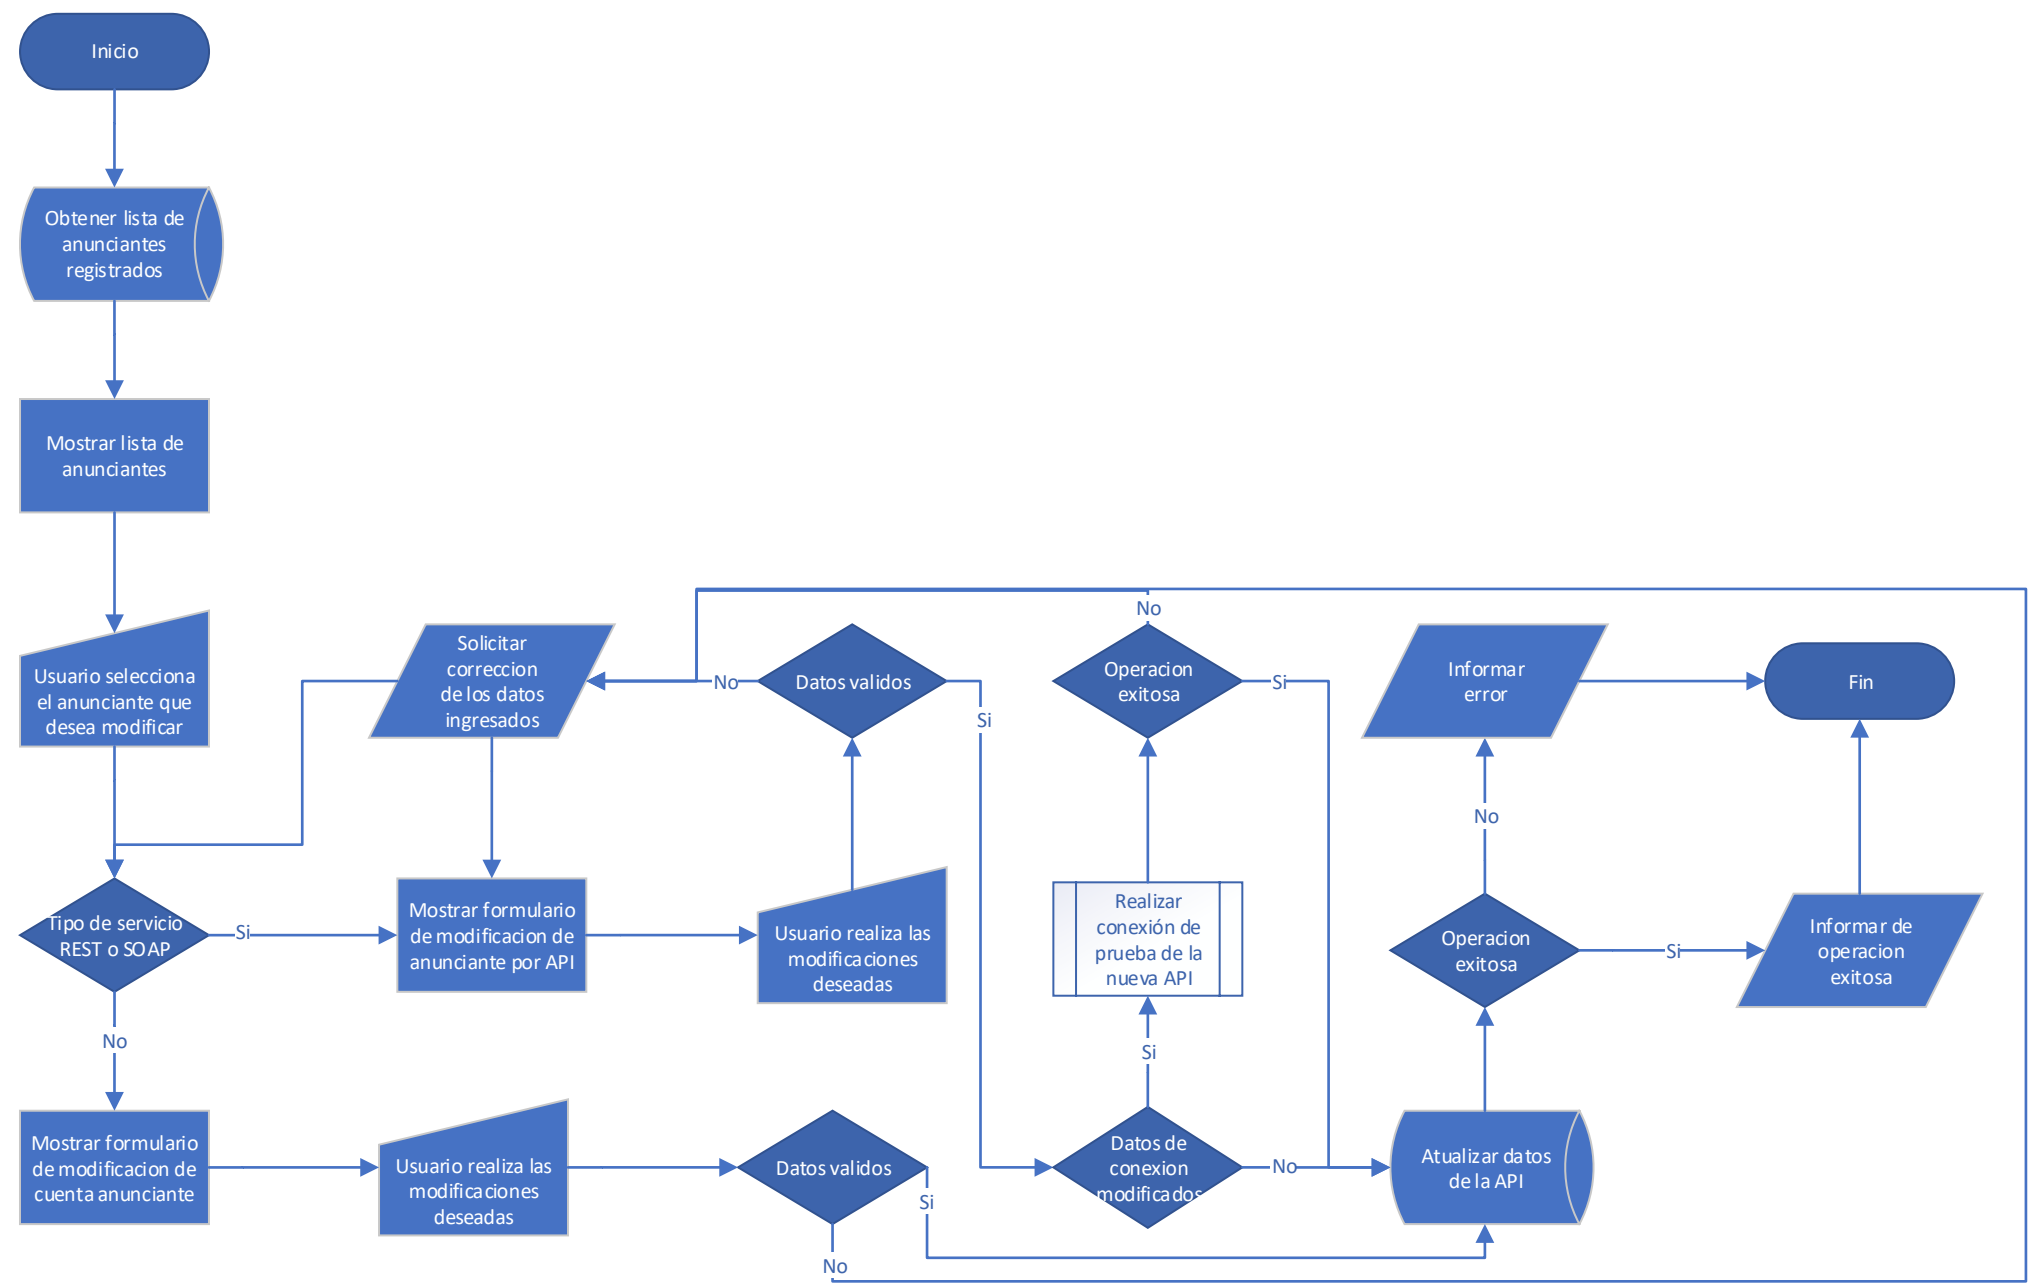 Inicio
Obtener lista de
anunciantes
registrados
Mostrar lista de
anunciantes
Usuario selecciona
el anunciante que
desea modificar
Tipo de servicio
REST o SOAP
Si
No
Mostrar formulario
de modificacion de
cuenta anunciante
Usuario realiza las
modificaciones
deseadas
Datos validos
Si
No
Solicitar
correccion
de los datos
ingresados
Mostrar formulario
de modificacion de
anunciante por API
Usuario realiza las
modificaciones
deseadas
No
Datos validos
Si
Datos de
conexion
modificados
Si
No
Realizar
conexión de
prueba de la
nueva API
No
Operacion
exitosa
Si
Atualizar datos
de la API
Operacion
exitosa
No
Si
Informar
error
Informar de
operacion
exitosa
Fin